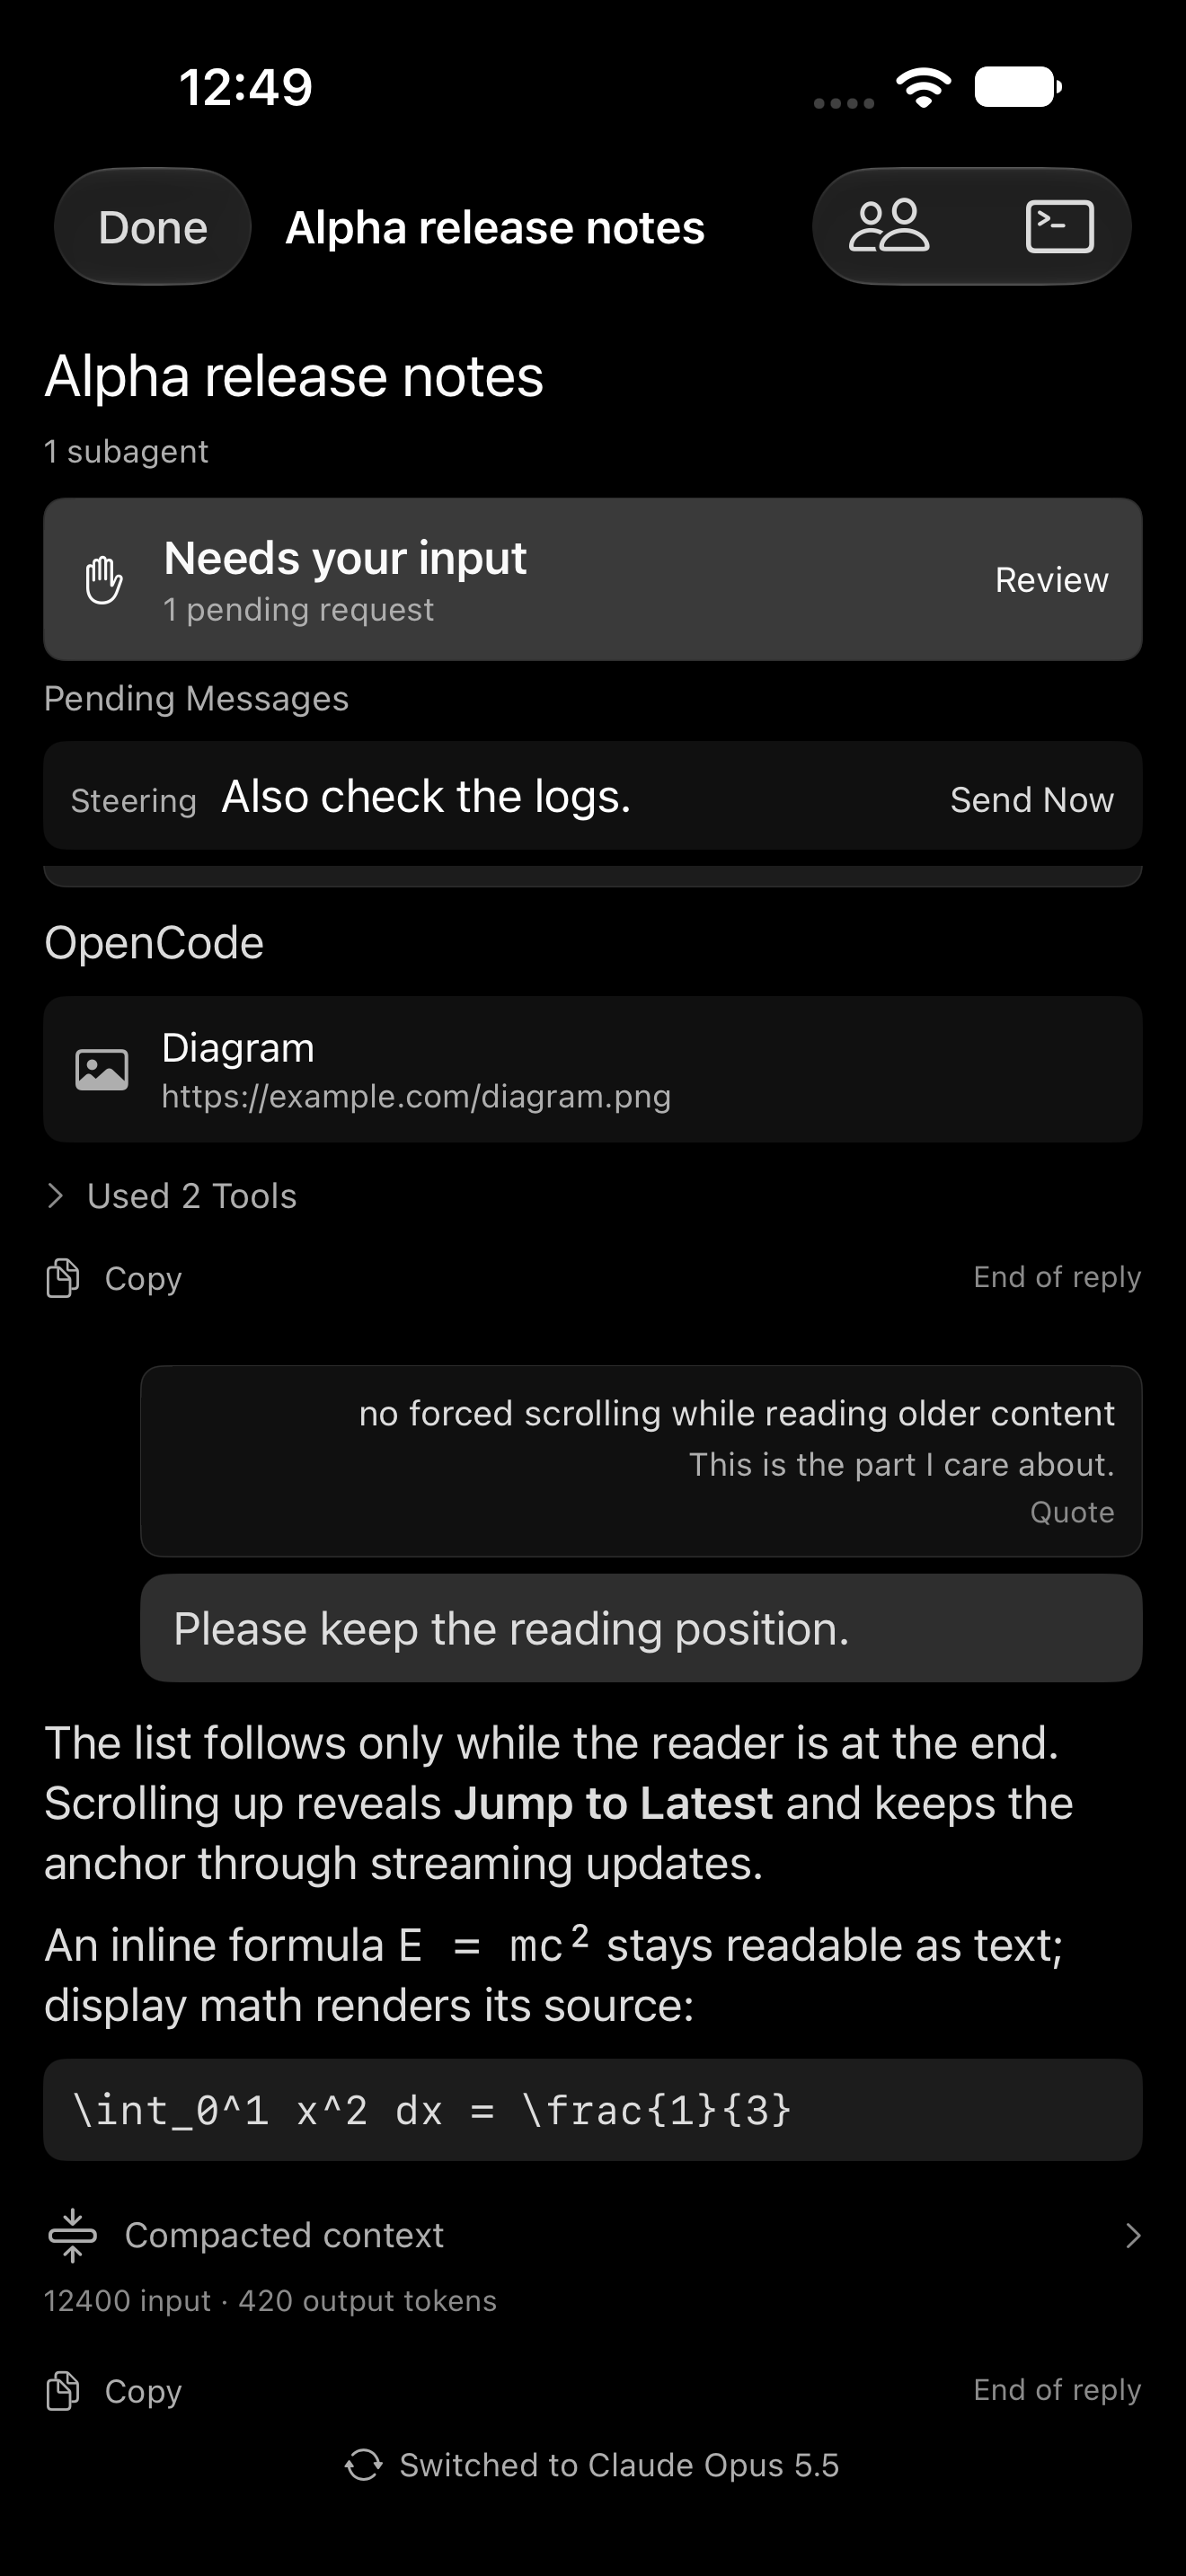 12:49
Done
Alpha release notes
Alpha release notes
1 subagent
Needs your input
1 pending request
Review
Pending Messages
Steering Also check the logs.
Send Now
OpenCode
Diagram
https://example.com/diagram.png
Used 2 Tools
Copy
End of reply
no forced scrolling while reading older content
This is the part I care about.
Quote
Please keep the reading position.
The list follows only while the reader is at the end.
Scrolling up reveals Jump to Latest and keeps the
anchor through streaming updates.
An inline formula E = mc² stays readable as text;
display math renders its source:
\int_0^1 x^2 dx = \frac{1}{3}
Compacted context
12400 input · 420 output tokens
Copy
End of reply
Switched to Claude Opus 5.5